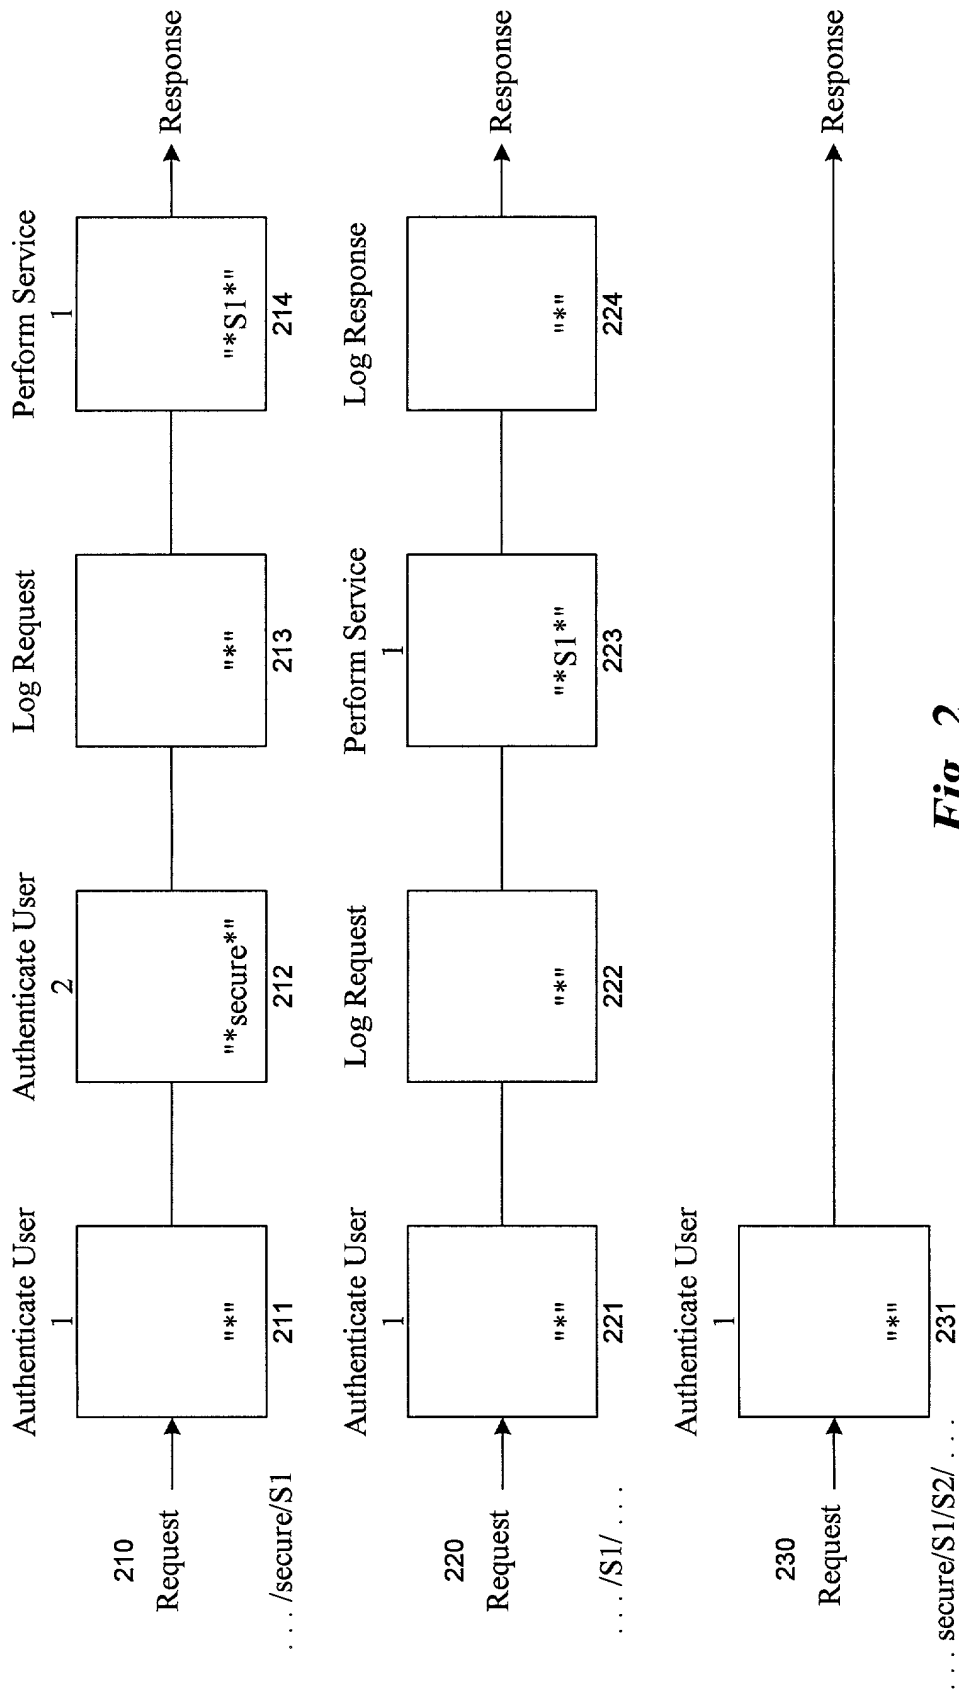 Authenticate User
1
Authenticate User
2
Log Request
Perform Service
1
210
Request
"*"
"*secure*"
"*"
"*S1*"
Response
. . . /secure/S1
211
212
213
214
Authenticate User
1
Log Request
Perform Service
1
Log Response
220
Request
"*"
"*"
"*S1*"
"*"
Response
. . . . /S1/ . . .
221
222
223
224
Authenticate User
1
230
Request
"*"
Response
. . . secure/S1/S2/ . . .
231
Fig. 2